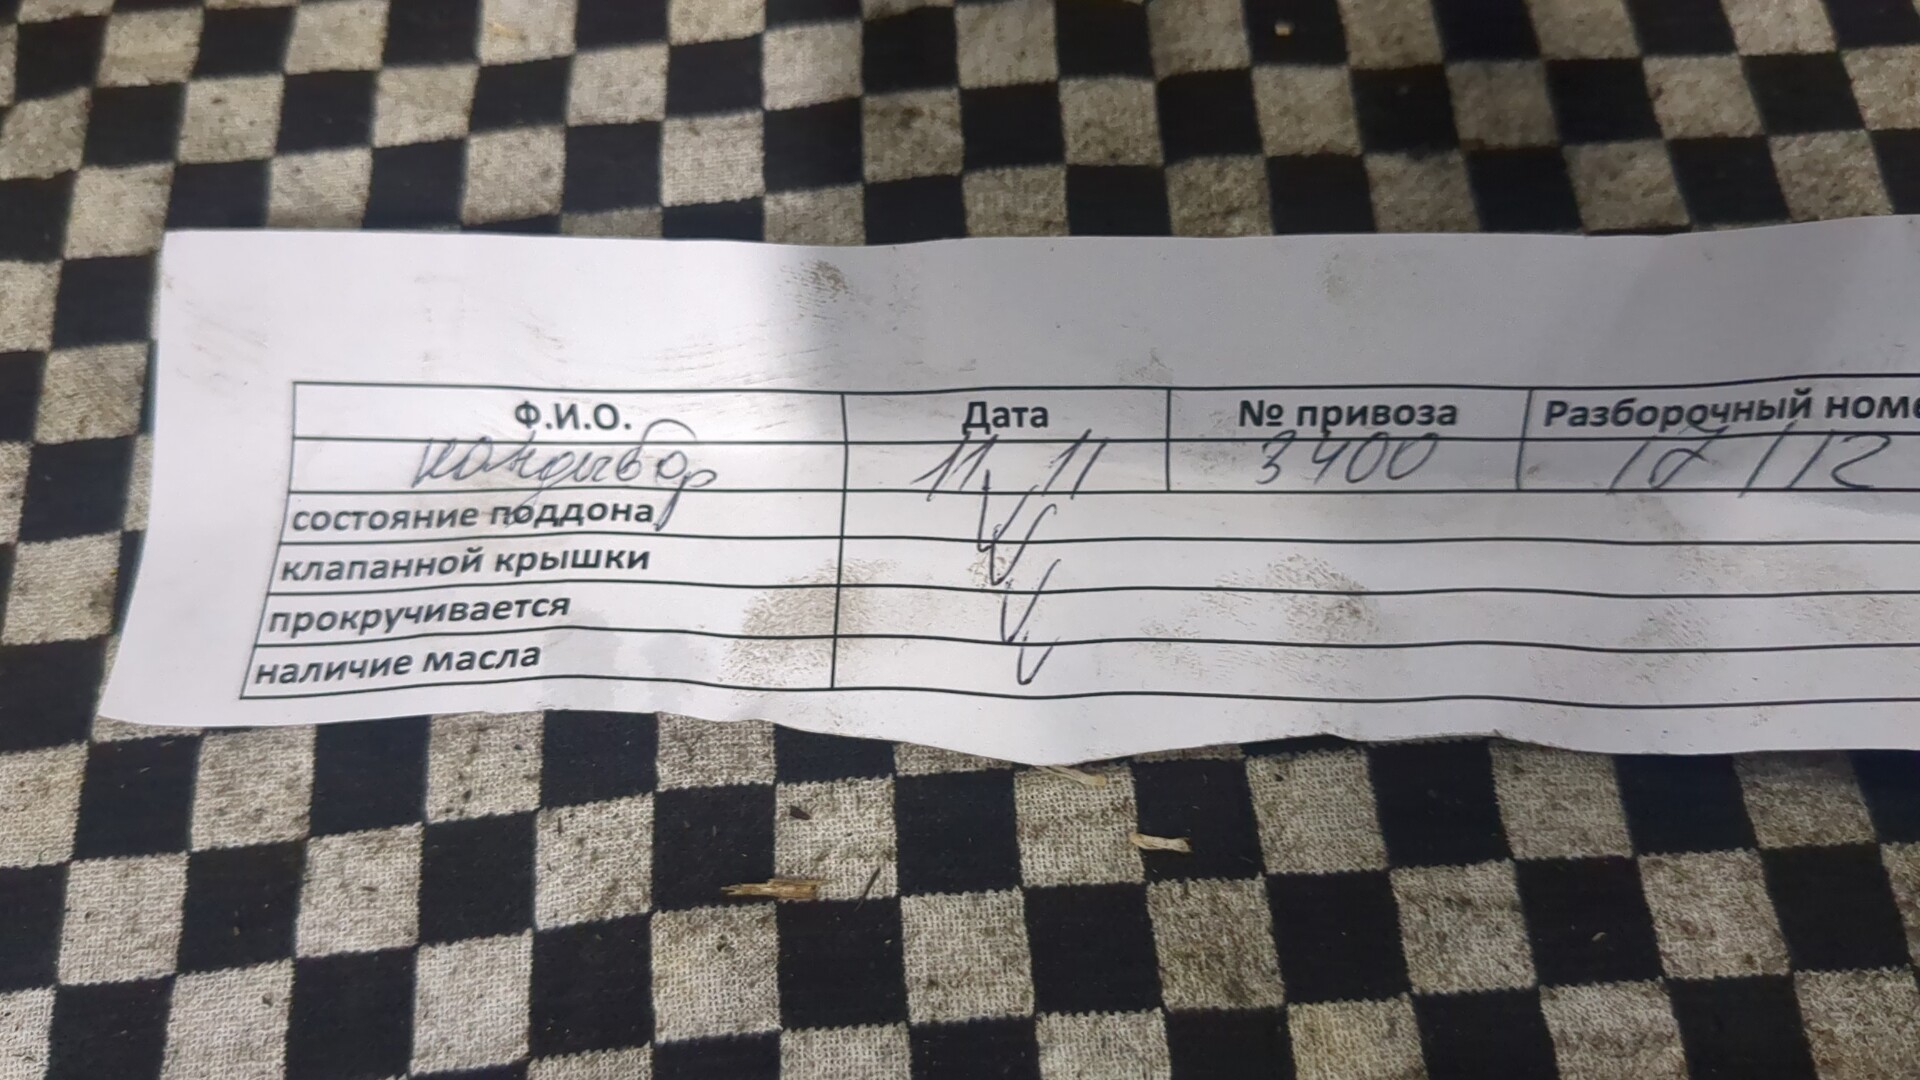 Ф.И.О. Дата № привоза Разборочный номе
11.11 3400
состояние поддона
клапанной крышки
прокручивается
наличие масла